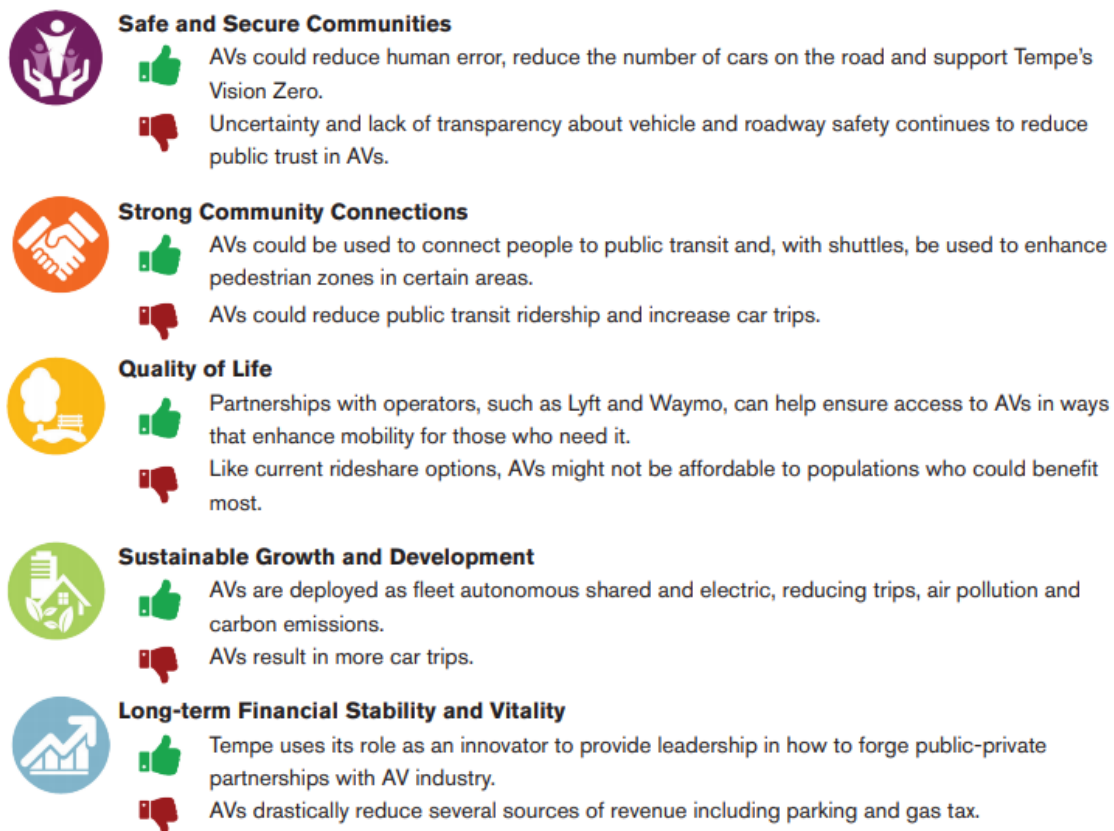 Safe and Secure Communities
AVs could reduce human error, reduce the number of cars on the road and support Tempe's
Vision Zero.
Uncertainty and lack of transparency about vehicle and roadway safety continues to reduce
public trust in AVs.
Strong Community Connections
AVs could be used to connect people to public transit and, with shuttles, be used to enhance
pedestrian zones in certain areas.
AVs could reduce public transit ridership and increase car trips.
Quality of Life
Partnerships with operators, such as Lyft and Waymo, can help ensure access to AVs in ways
that enhance mobility for those who need it.
Like current rideshare options, AVs might not be affordable to populations who could benefit
most.
Sustainable Growth and Development
AVs are deployed as fleet autonomous shared and electric, reducing trips, air pollution and
carbon emissions.
AVs result in more car trips.
Long-term Financial Stability and Vitality
Tempe uses its role as an innovator to provide leadership in how to forge public-private
partnerships with AV industry.
AVs drastically reduce several sources of revenue including parking and gas tax.